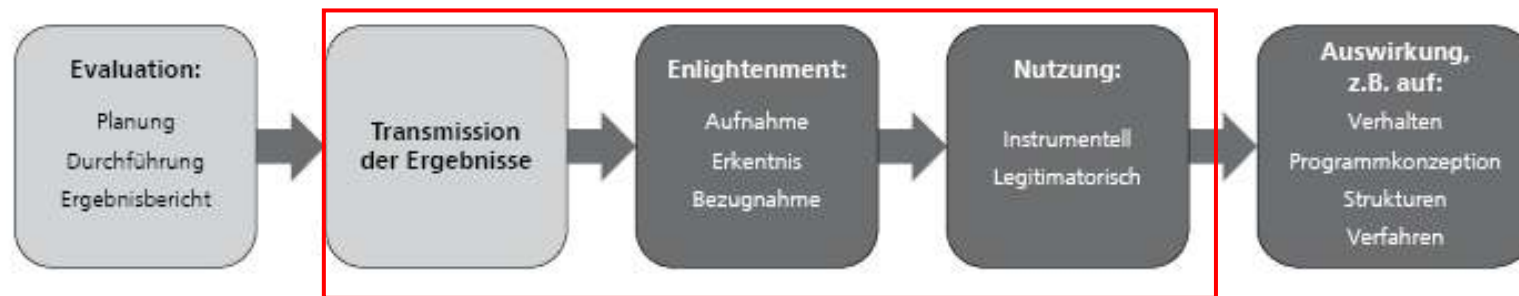 Evaluation:
Planung
Durchführung
Ergebnisbericht
Transmission
der Ergebnisse
Enlightenment:
Aufnahme
Erkentnis
Bezugnahme
Nutzung:
Instrumentell
Legitimatorisch
Auswirkung,
z.B. auf:
Verhalten
Programmkonzeption
Strukturen
Verfahren